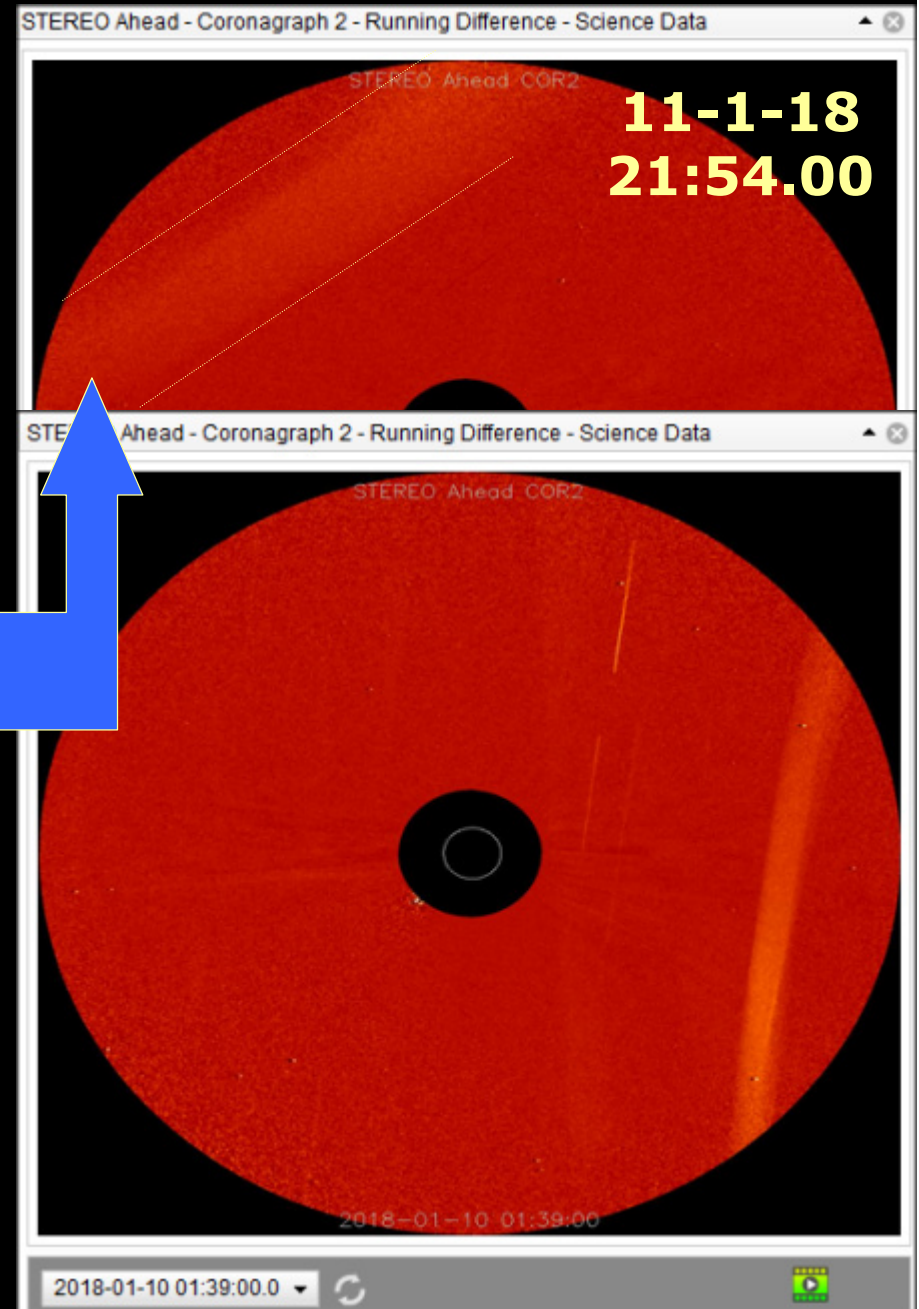 STEREO Ahead - Coronagraph 2 - Running Difference - Science Data
STEREO Ahead COR2
11-1-18
21:54.00
STE Ahead - Coronagraph 2 - Running Difference - Science Data
STEREO Ahead COR2
2018-01-10 01:39:00
2018-01-10 01:39:00.0